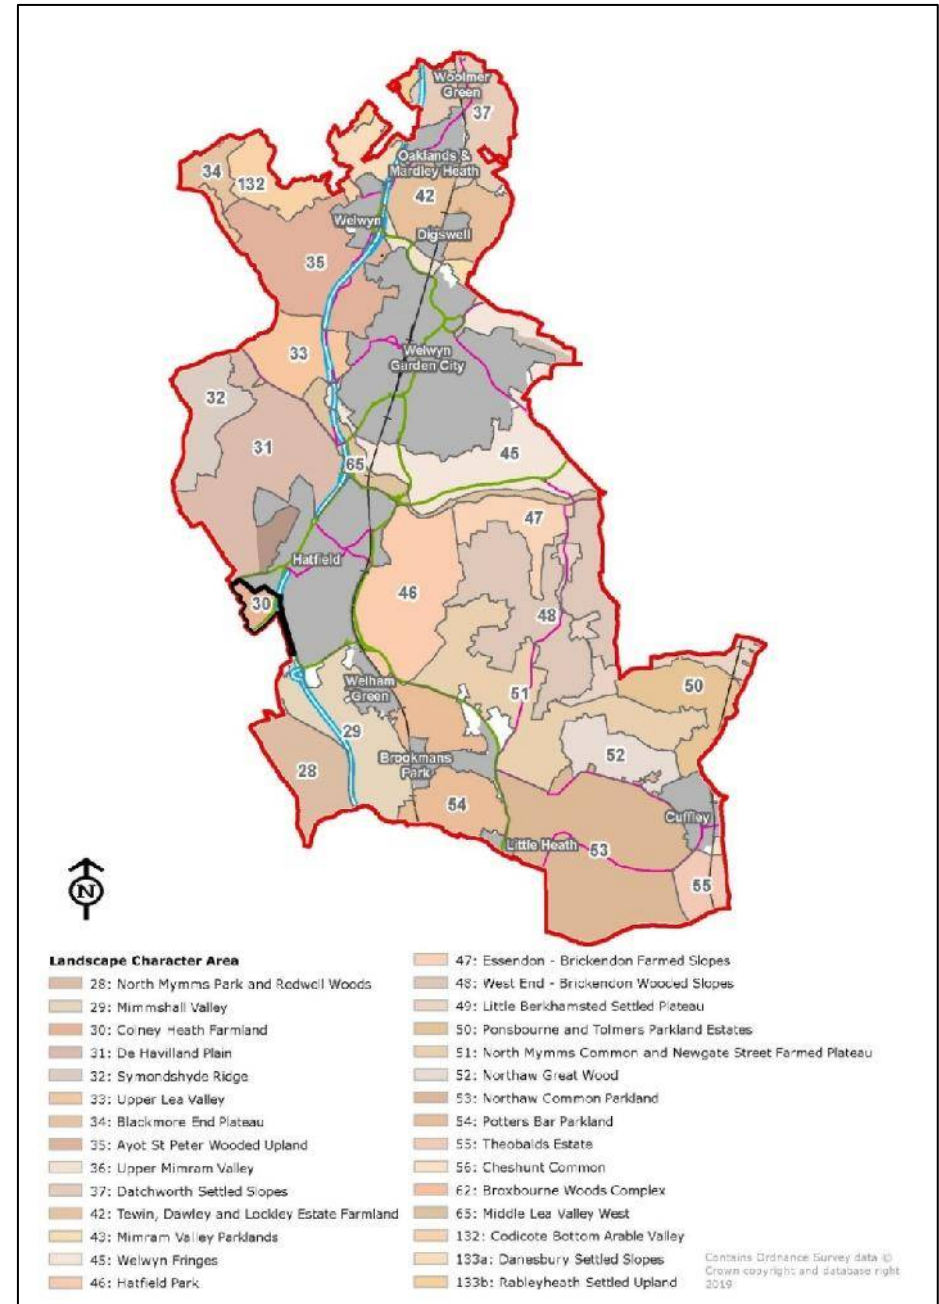 Woolmer
Green
37
Oaklands &
Mardley Heath
34
132
42
Welwyn
Digswell
35
33
Welwyn
Garden City
32
31
45
65
47
Hatfield
46
30
48
Welham
Green
51
50
29
52
28
Brookmans
Park
54
Cuffley
Little Heath
53
55
N
Landscape Character Area
28: North Mymms Park and Redwell Woods
29: Mimmshall Valley
30: Colney Heath Farmland
31: De Havilland Plain
32: Symondshyde Ridge
33: Upper Lea Valley
34: Blackmore End Plateau
35: Ayot St Peter Wooded Upland
36: Upper Mimram Valley
37: Datchworth Settled Slopes
42: Tewin, Dawley and Lockley Estate Farmland
43: Mimram Valley Parklands
45: Welwyn Fringes
46: Hatfield Park
47: Essendon - Brickendon Farmed Slopes
48: West End - Brickendon Wooded Slopes
49: Little Berkhamsted Settled Plateau
50: Ponsbourne and Tolmers Parkland Estates
51: North Mymms Common and Newgate Street Farmed Plateau
52: Northaw Great Wood
53: Northaw Common Parkland
54: Potters Bar Parkland
55: Theobalds Estate
56: Cheshunt Common
62: Broxbourne Woods Complex
65: Middle Lea Valley West
132: Codicote Bottom Arable Valley
133a: Danesbury Settled Slopes
133b: Rableyheath Settled Upland
Contains Ordnance Survey data ©
Crown copyright and database right
2019